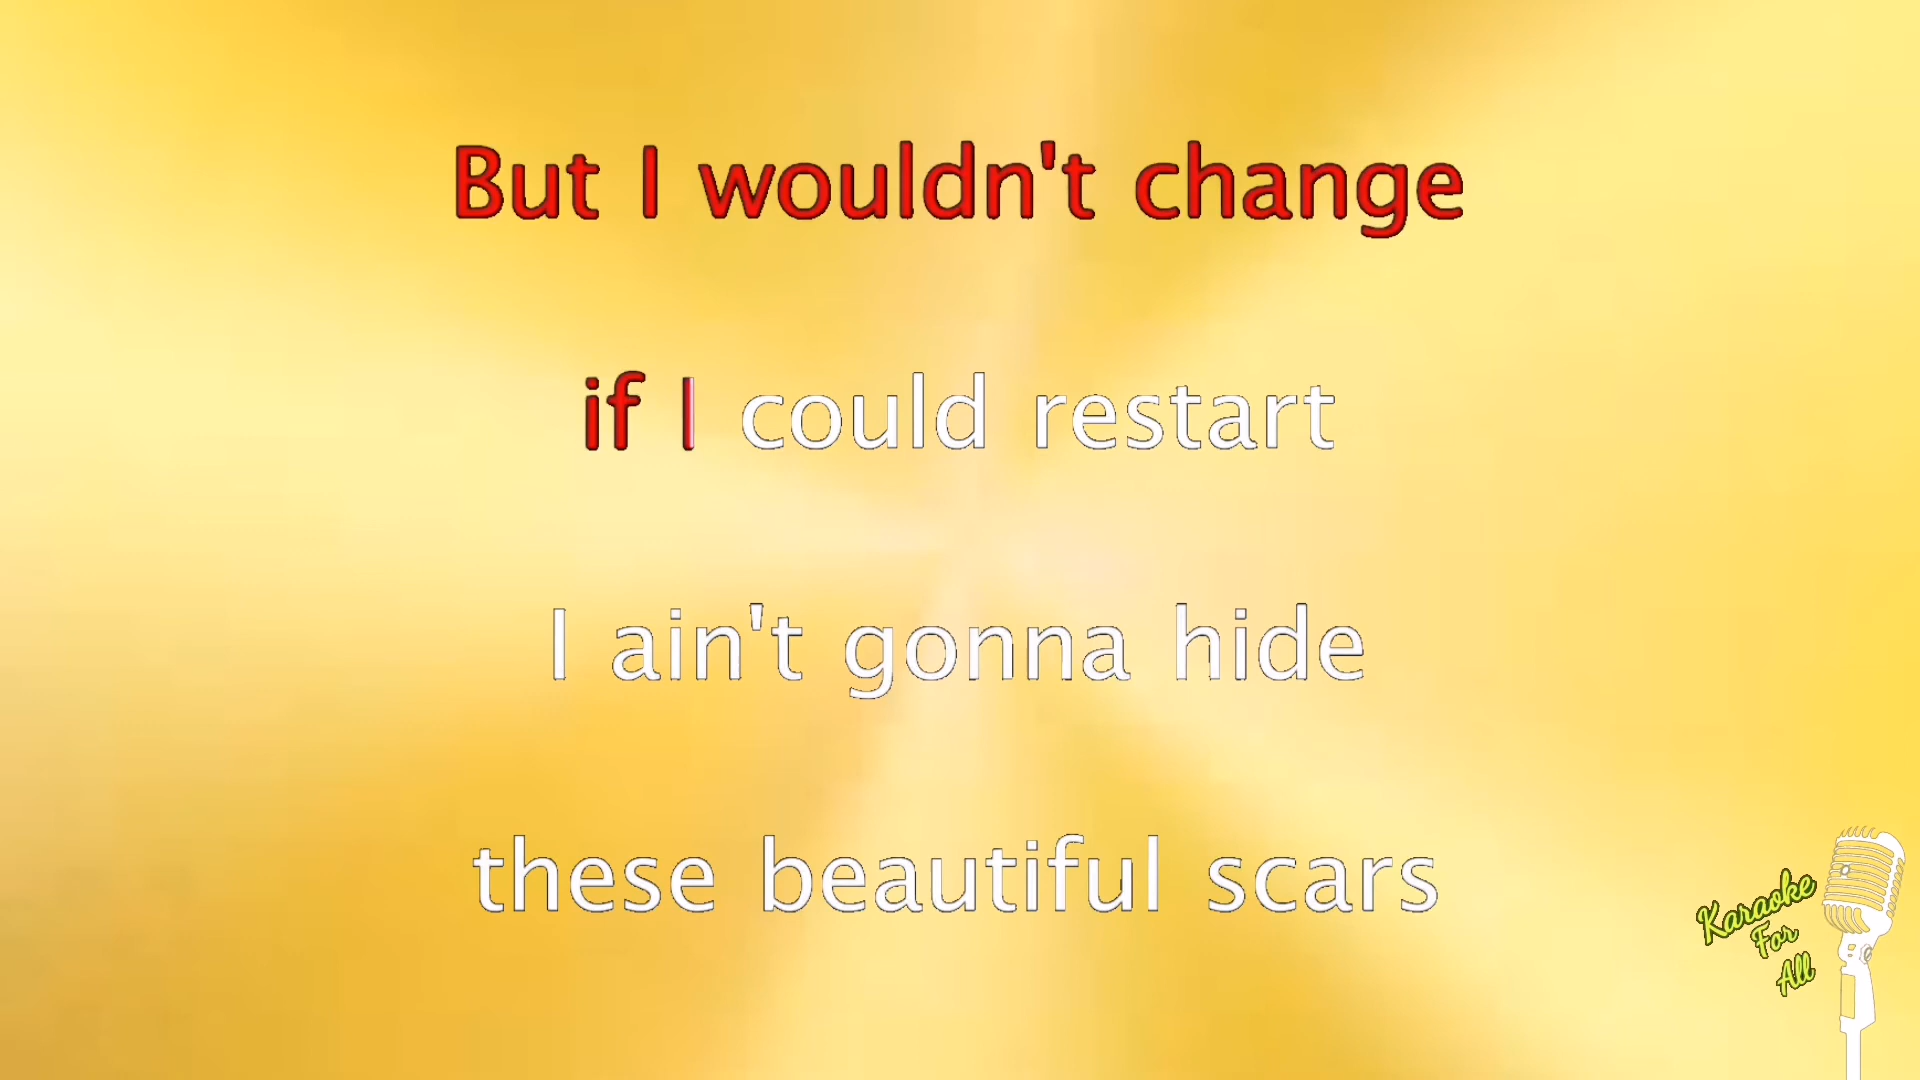 But I wouldn't change
if I could restart
I ain't gonna hide
these beautiful scars
Karaoke
For
All